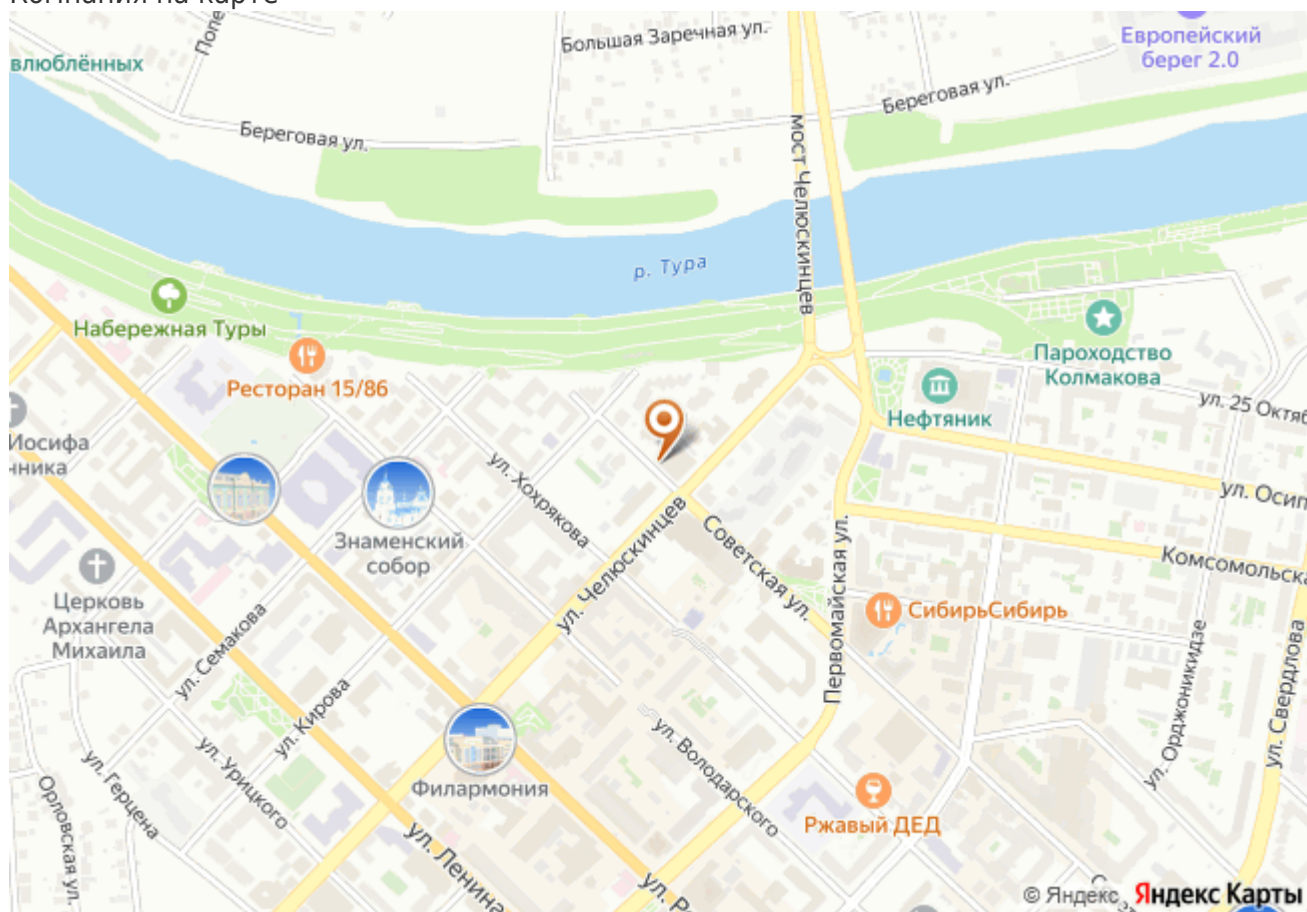 Компания на карте
Большая Заречная ул.
Европейский
берег 2.0
влюблённых
Береговая ул.
Береговая ул.
мост Челюскинцев
р. Тура
Набережная Туры
Ресторан 15/86
Пароходство
Колмакова
Нефтяник
ул. 25 Октяб
Иосифа
ул. Хохрякова
Знаменский
собор
ул. Осип
Советская ул.
ул. Челюскинцев
Первомайская ул.
Комсомольска
Церковь
Архангела
Михаила
СибирьСибирь
ул. Семакова
ул. Кирова
ул. Орджоникидзе
ул. Свердлова
ул. Володарского
Филармония
ул. Герцена
ул. Урицкого
Орловская ул.
Ржавый ДЕД
ул. Ленина
© Яндекс
Яндекс Карты